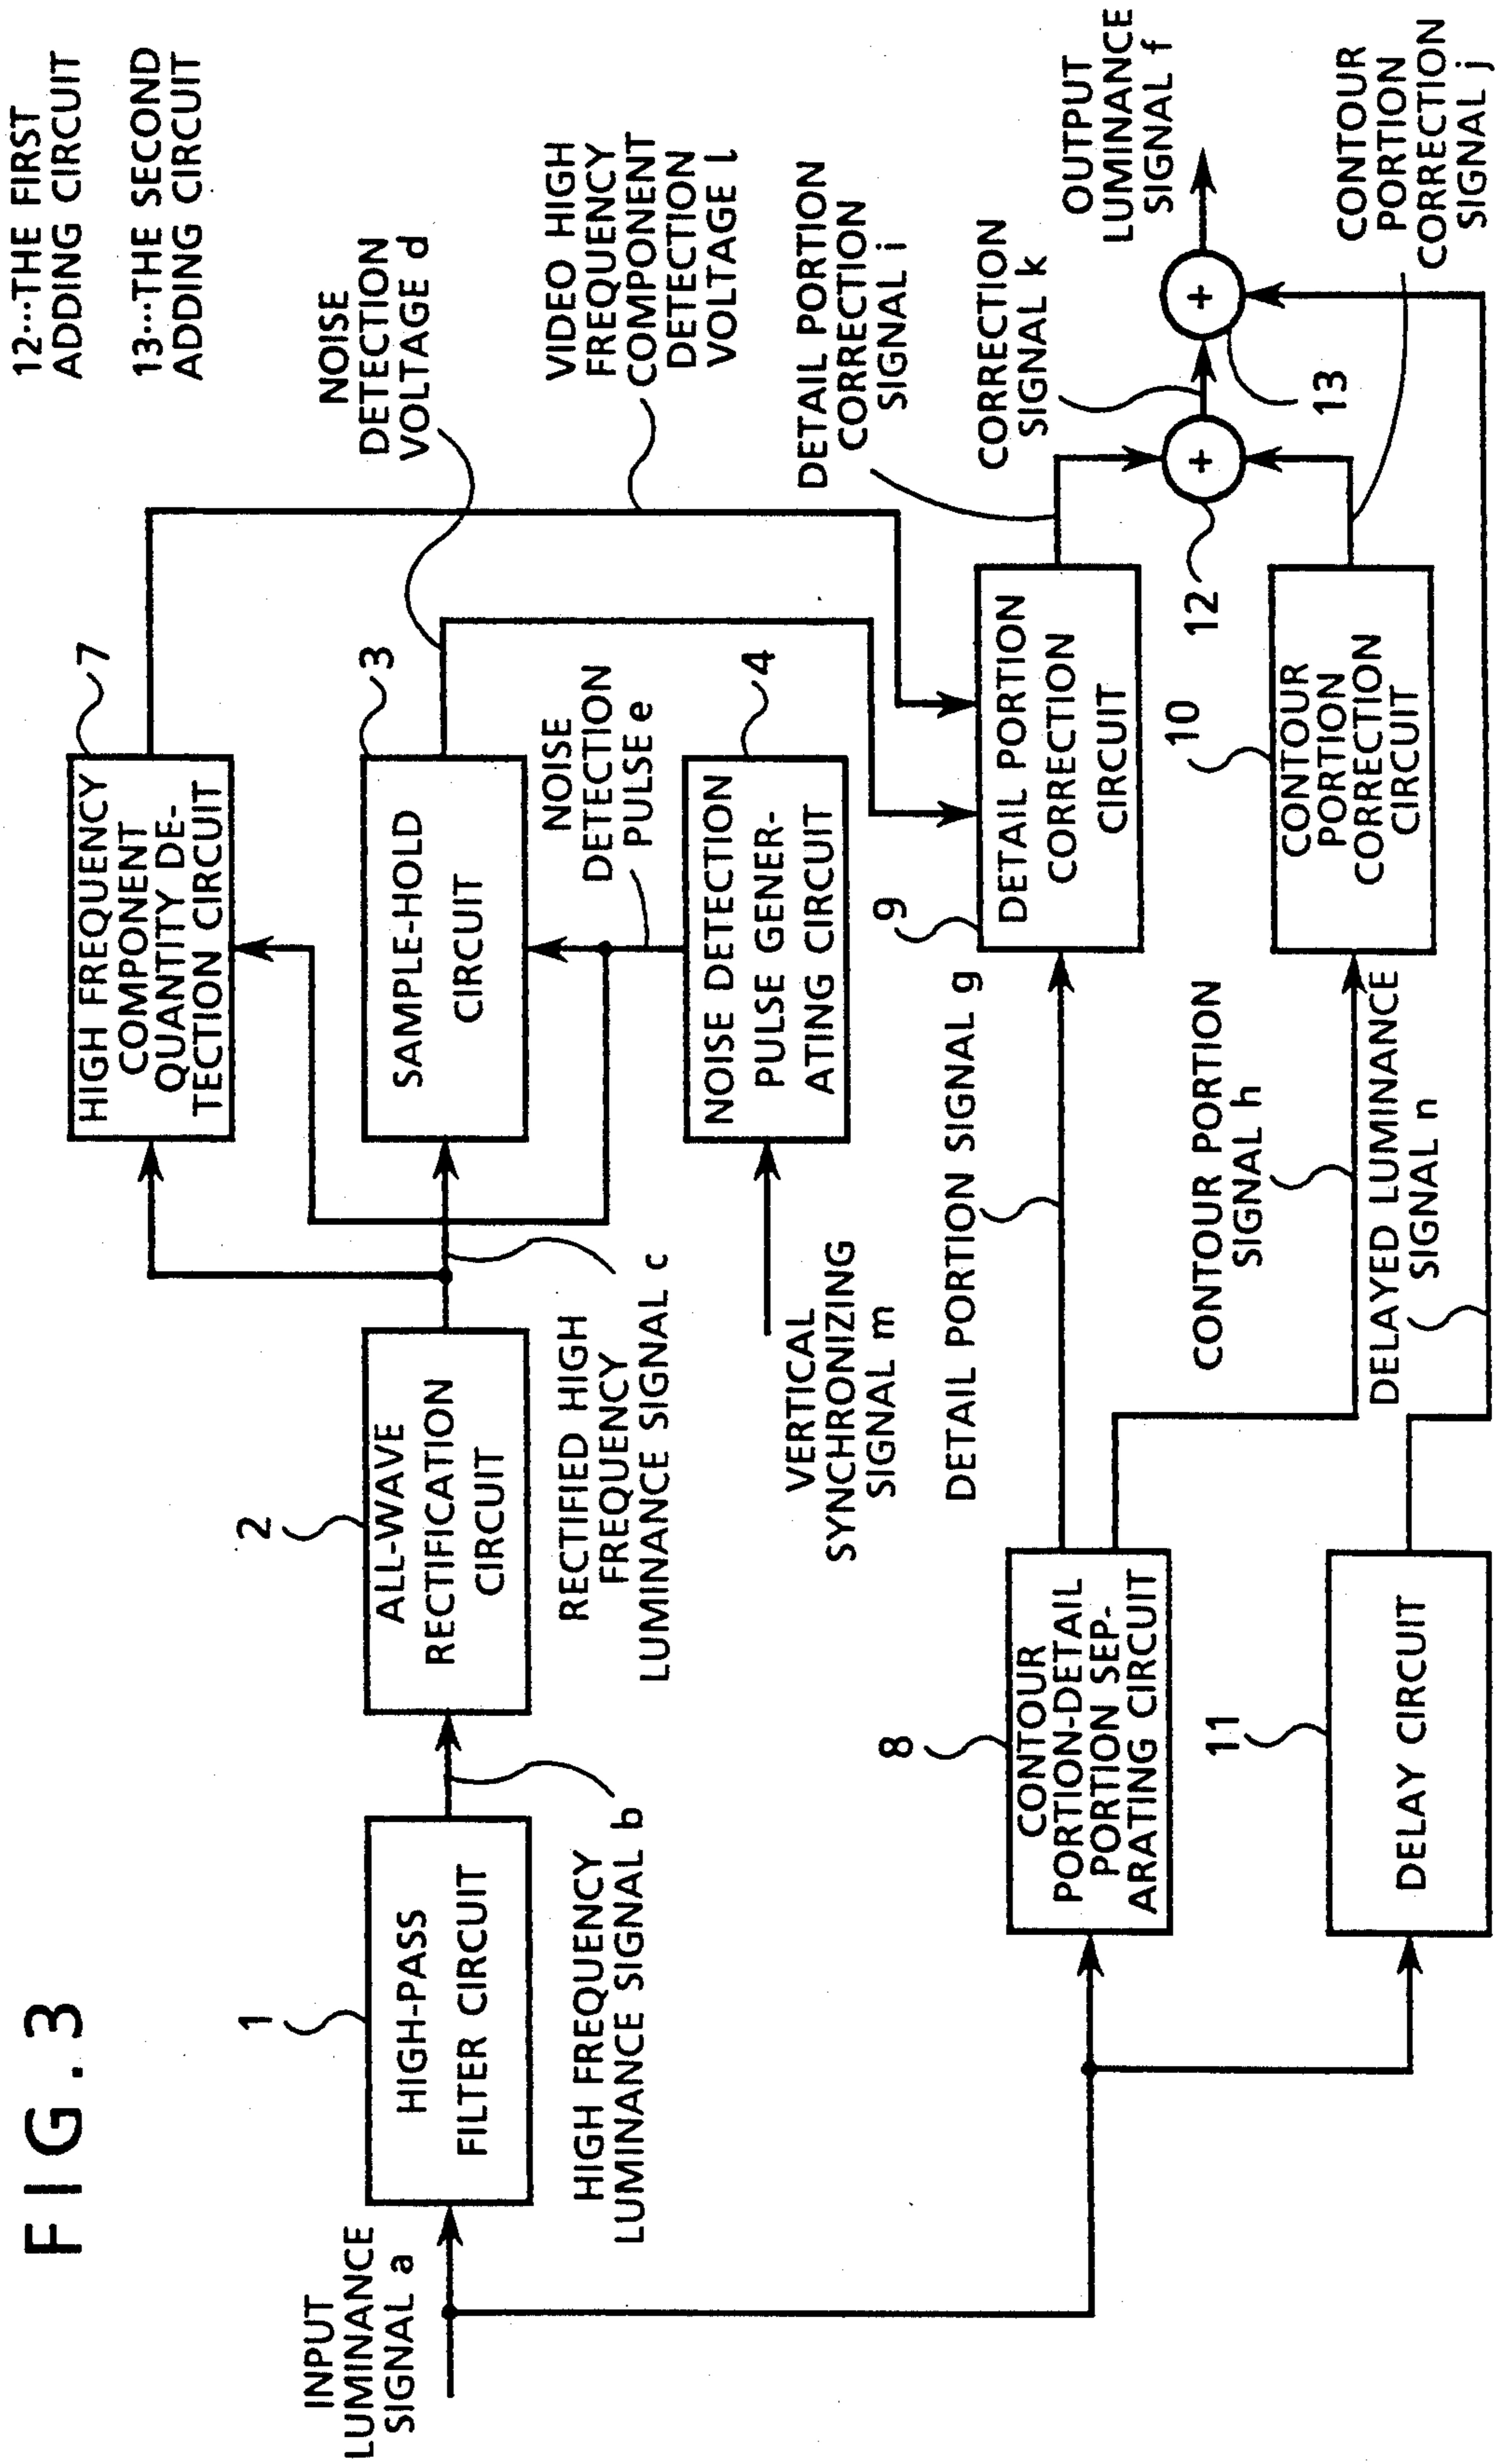 FIG.3
12...THE FIRST
ADDING CIRCUIT
13...THE SECOND
ADDING CIRCUIT
INPUT
LUMINANCE
SIGNAL a
1
HIGH-PASS
FILTER CIRCUIT
HIGH FREQUENCY
LUMINANCE SIGNAL b
2
ALL-WAVE
RECTIFICATION
CIRCUIT
RECTIFIED HIGH
FREQUENCY
LUMINANCE SIGNAL c
7
HIGH FREQUENCY
COMPONENT
QUANTITY DE-
TECTION CIRCUIT
3
SAMPLE-HOLD
CIRCUIT
NOISE
DETECTION
PULSE e
4
NOISE DETECTION
PULSE GENER-
ATING CIRCUIT
VERTICAL
SYNCHRONIZING
SIGNAL m
NOISE
DETECTION
VOLTAGE d
VIDEO HIGH
FREQUENCY
COMPONENT
DETECTION
VOLTAGE l
8
CONTOUR
PORTION-DETAIL
PORTION SEP-
ARATING CIRCUIT
11
DELAY CIRCUIT
DETAIL PORTION SIGNAL g
CONTOUR PORTION
SIGNAL h
DELAYED LUMINANCE
SIGNAL n
9
DETAIL PORTION
CORRECTION
CIRCUIT
10
CONTOUR
PORTION
CORRECTION
CIRCUIT
DETAIL PORTION
CORRECTION
SIGNAL i
CORRECTION
SIGNAL k
+
12
+
13
OUTPUT
LUMINANCE
SIGNAL f
CONTOUR
PORTION
CORRECTION
SIGNAL j